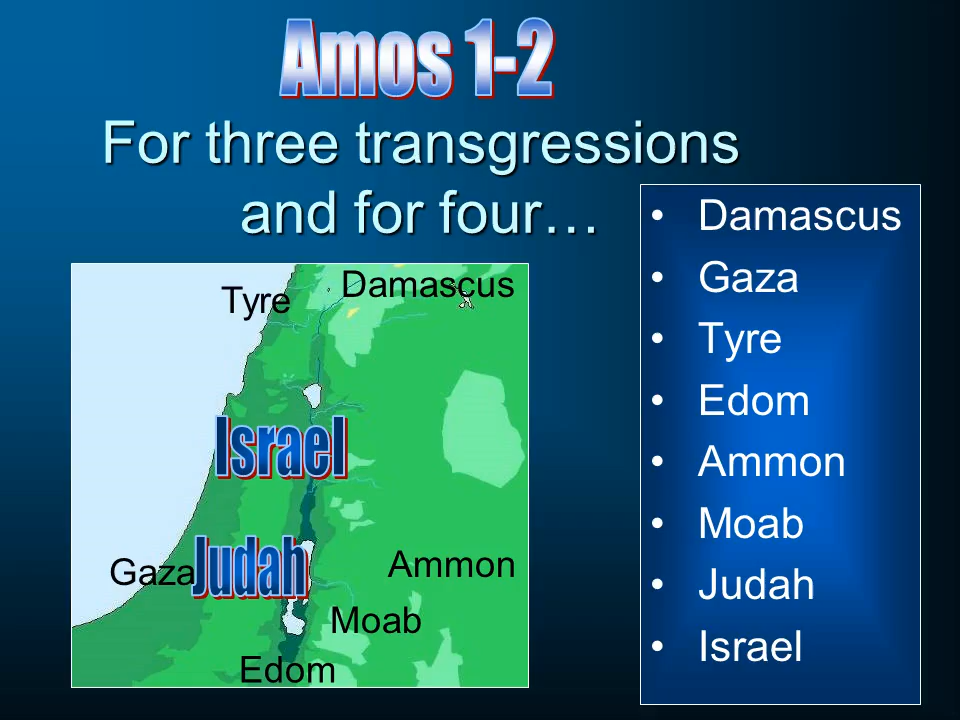 Amos 1-2
For three transgressions
and for four…
• Damascus
• Gaza
• Tyre
• Edom
• Ammon
• Moab
• Judah
• Israel
Damascus
Tyre
Israel
Judah
Gaza
Ammon
Moab
Edom